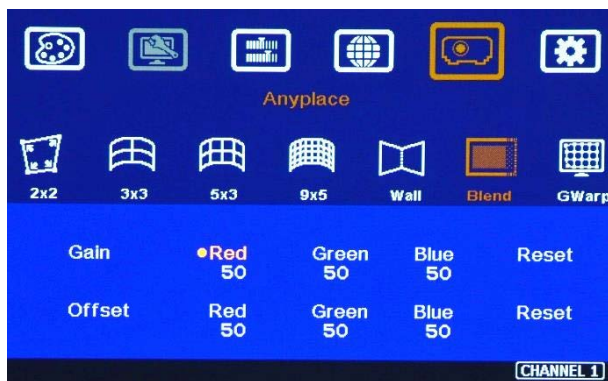 Anyplace
2x2 3x3 5x3 9x5 Wall Blend GWarp
Gain Red Green Blue Reset
50 50 50
Offset Red Green Blue Reset
50 50 50
CHANNEL 1